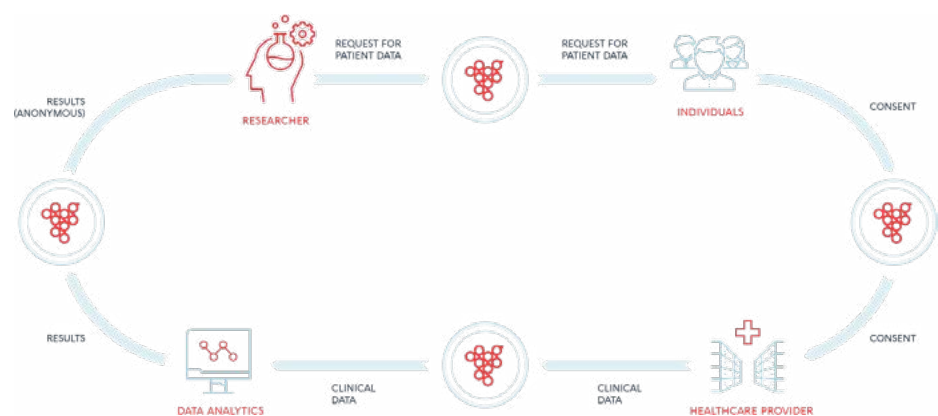 REQUEST FOR
PATIENT DATA
REQUEST FOR
PATIENT DATA
RESULTS
(ANONYMOUS)
RESEARCHER
INDIVIDUALS
CONSENT
RESULTS
CONSENT
CLINICAL
DATA
CLINICAL
DATA
DATA ANALYTICS
HEALTHCARE PROVIDER